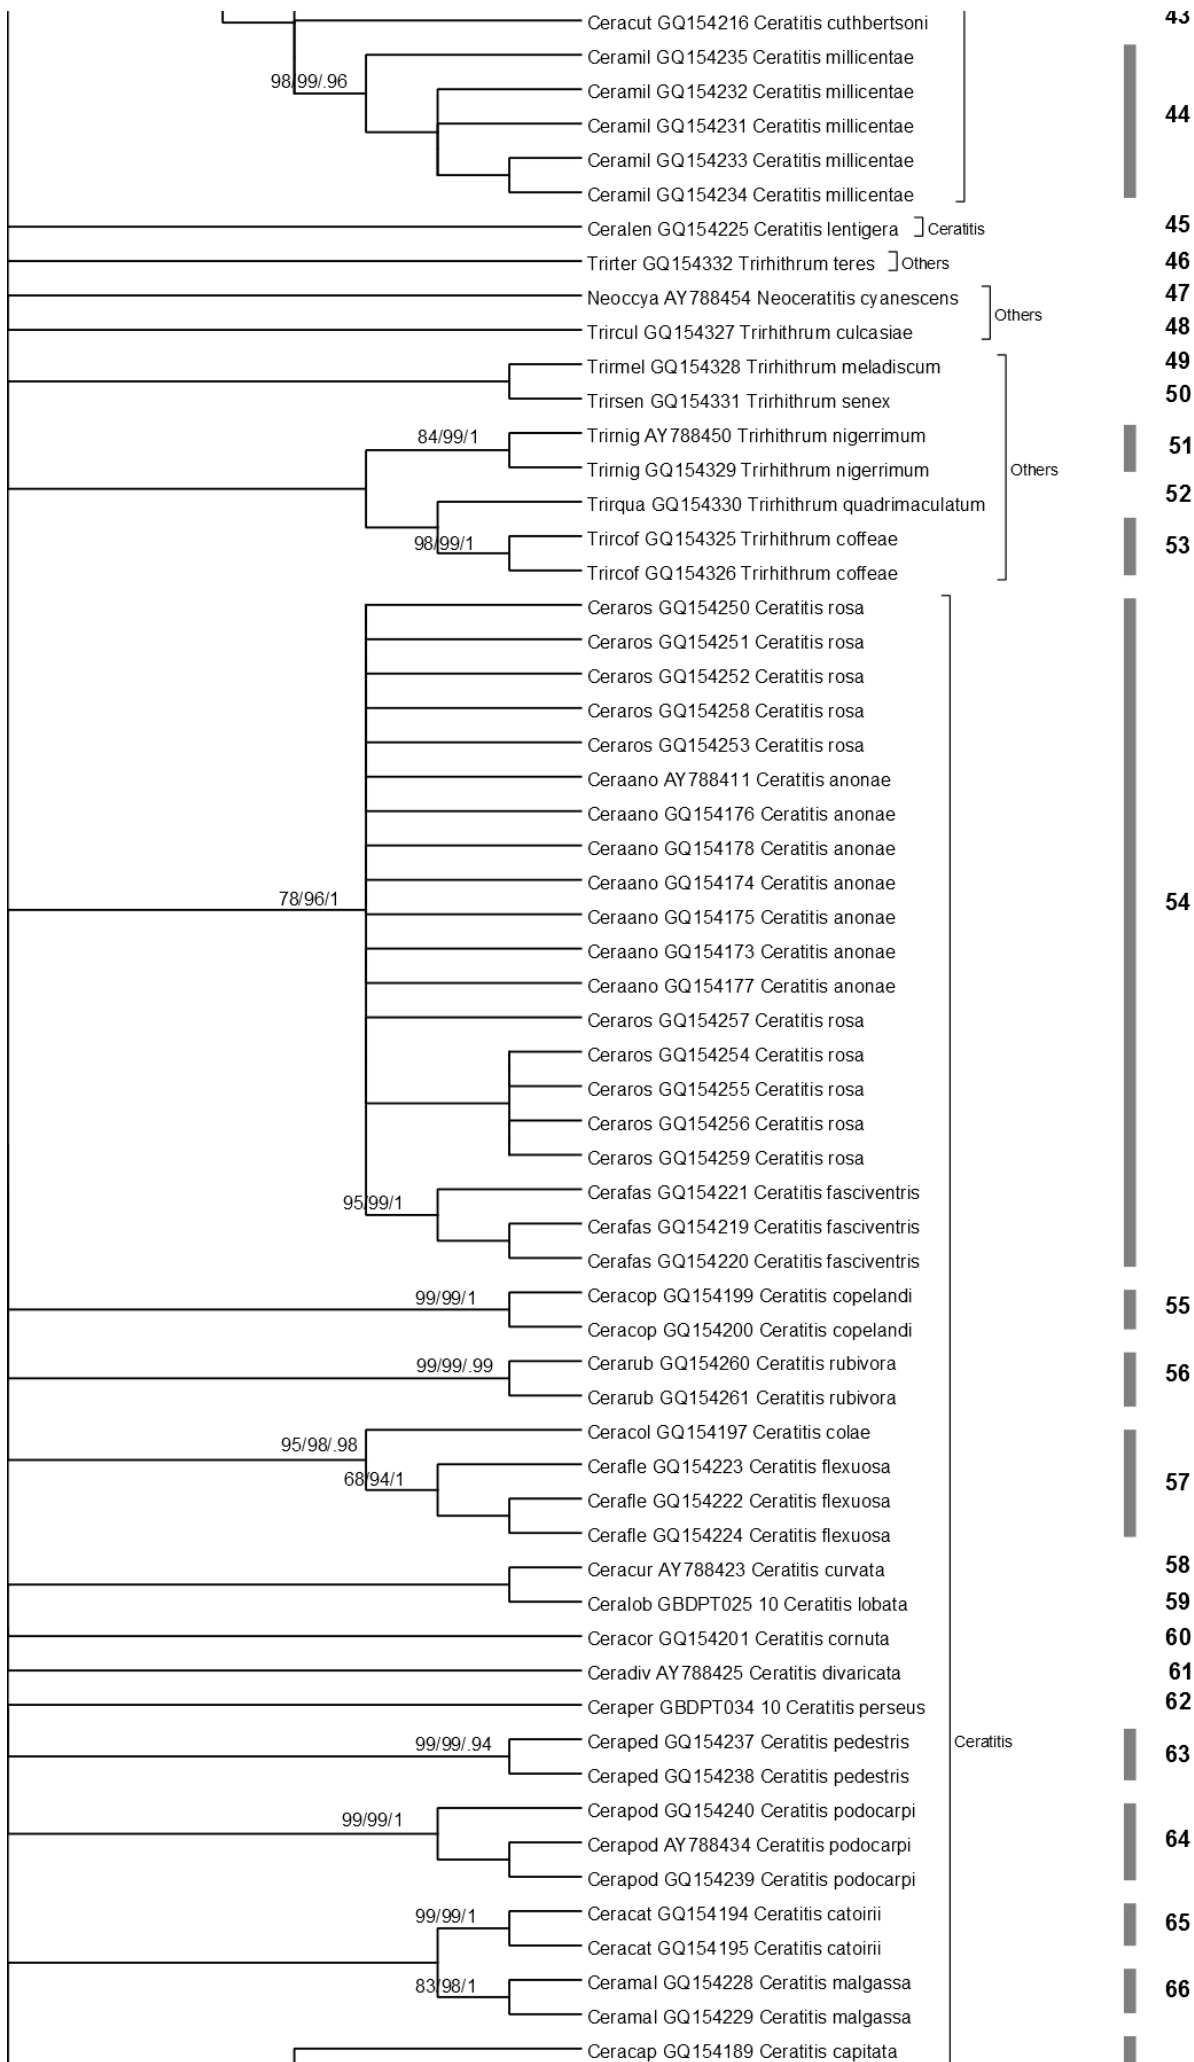 Ceracut GQ154216 Ceratitis cuthbertsoni 43
Ceramil GQ154235 Ceratitis millicentae
98/99/.96
Ceramil GQ154232 Ceratitis millicentae
44
Ceramil GQ154231 Ceratitis millicentae
Ceramil GQ154233 Ceratitis millicentae
Ceramil GQ154234 Ceratitis millicentae
Ceralen GQ154225 Ceratitis lentigera Ceratitis 45
Trirter GQ154332 Trirhithrum teres Others 46
Neoccya AY788454 Neoceratitis cyanescens 47
Others
Trircul GQ154327 Trirhithrum culcasiae 48
Trirmel GQ154328 Trirhithrum meladiscum 49
Trirsen GQ154331 Trirhithrum senex 50
84/99/1 Trirnig AY788450 Trirhithrum nigerrimum 51
Trirnig GQ154329 Trirhithrum nigerrimum Others
Trirqua GQ154330 Trirhithrum quadrimaculatum 52
98/99/1 Trircof GQ154325 Trirhithrum coffeae 53
Trircof GQ154326 Trirhithrum coffeae
Ceraros GQ154250 Ceratitis rosa
Ceraros GQ154251 Ceratitis rosa
Ceraros GQ154252 Ceratitis rosa
Ceraros GQ154258 Ceratitis rosa
Ceraros GQ154253 Ceratitis rosa
Ceraano AY788411 Ceratitis anonae
Ceraano GQ154176 Ceratitis anonae
Ceraano GQ154178 Ceratitis anonae
Ceraano GQ154174 Ceratitis anonae
78/96/1 54
Ceraano GQ154175 Ceratitis anonae
Ceraano GQ154173 Ceratitis anonae
Ceraano GQ154177 Ceratitis anonae
Ceraros GQ154257 Ceratitis rosa
Ceraros GQ154254 Ceratitis rosa
Ceraros GQ154255 Ceratitis rosa
Ceraros GQ154256 Ceratitis rosa
Ceraros GQ154259 Ceratitis rosa
Cerafas GQ154221 Ceratitis fasciventris
95/99/1
Cerafas GQ154219 Ceratitis fasciventris
Cerafas GQ154220 Ceratitis fasciventris
99/99/1 Ceracop GQ154199 Ceratitis copelandi 55
Ceracop GQ154200 Ceratitis copelandi
99/99/.99 Cerarub GQ154260 Ceratitis rubivora 56
Cerarub GQ154261 Ceratitis rubivora
Ceracol GQ154197 Ceratitis colae
95/98/.98
Cerafle GQ154223 Ceratitis flexuosa
68/94/1 57
Cerafle GQ154222 Ceratitis flexuosa
Cerafle GQ154224 Ceratitis flexuosa
Ceracur AY788423 Ceratitis curvata 58
Ceralob GBDPT025 10 Ceratitis lobata 59
Ceracor GQ154201 Ceratitis cornuta 60
Ceradiv AY788425 Ceratitis divaricata 61
Ceraper GBDPT034 10 Ceratitis perseus 62
99/99/.94 Ceraped GQ154237 Ceratitis pedestris Ceratitis 63
Ceraped GQ154238 Ceratitis pedestris
Cerapod GQ154240 Ceratitis podocarpi
99/99/1
Cerapod AY788434 Ceratitis podocarpi 64
Cerapod GQ154239 Ceratitis podocarpi
99/99/1 Ceracat GQ154194 Ceratitis catoirii 65
Ceracat GQ154195 Ceratitis catoirii
83/98/1 Ceramal GQ154228 Ceratitis malgassa 66
Ceramal GQ154229 Ceratitis malgassa
Ceracap GQ154189 Ceratitis capitata